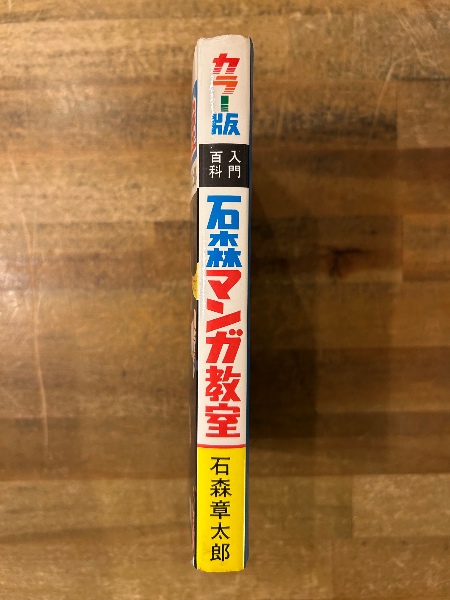 カラー版
入門
百科
石森マンガ教室
石森章太郎